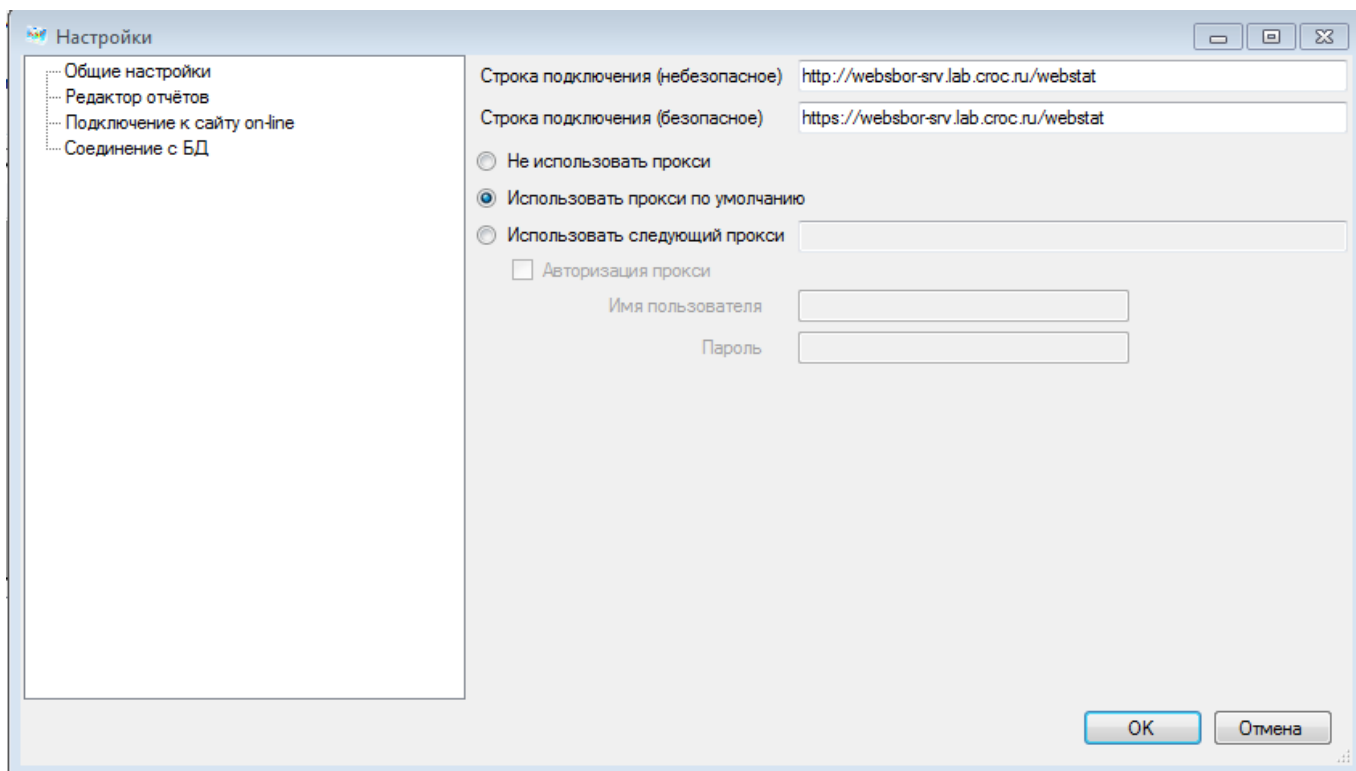 Настройки
Общие настройки
Редактор отчётов
Подключение к сайту on-line
Соединение с БД
Строка подключения (небезопасное) http://websbor-srv.lab.croc.ru/webstat
Строка подключения (безопасное) https://websbor-srv.lab.croc.ru/webstat
Не использовать прокси
Использовать прокси по умолчанию
Использовать следующий прокси
Авторизация прокси
Имя пользователя
Пароль
OK Отмена